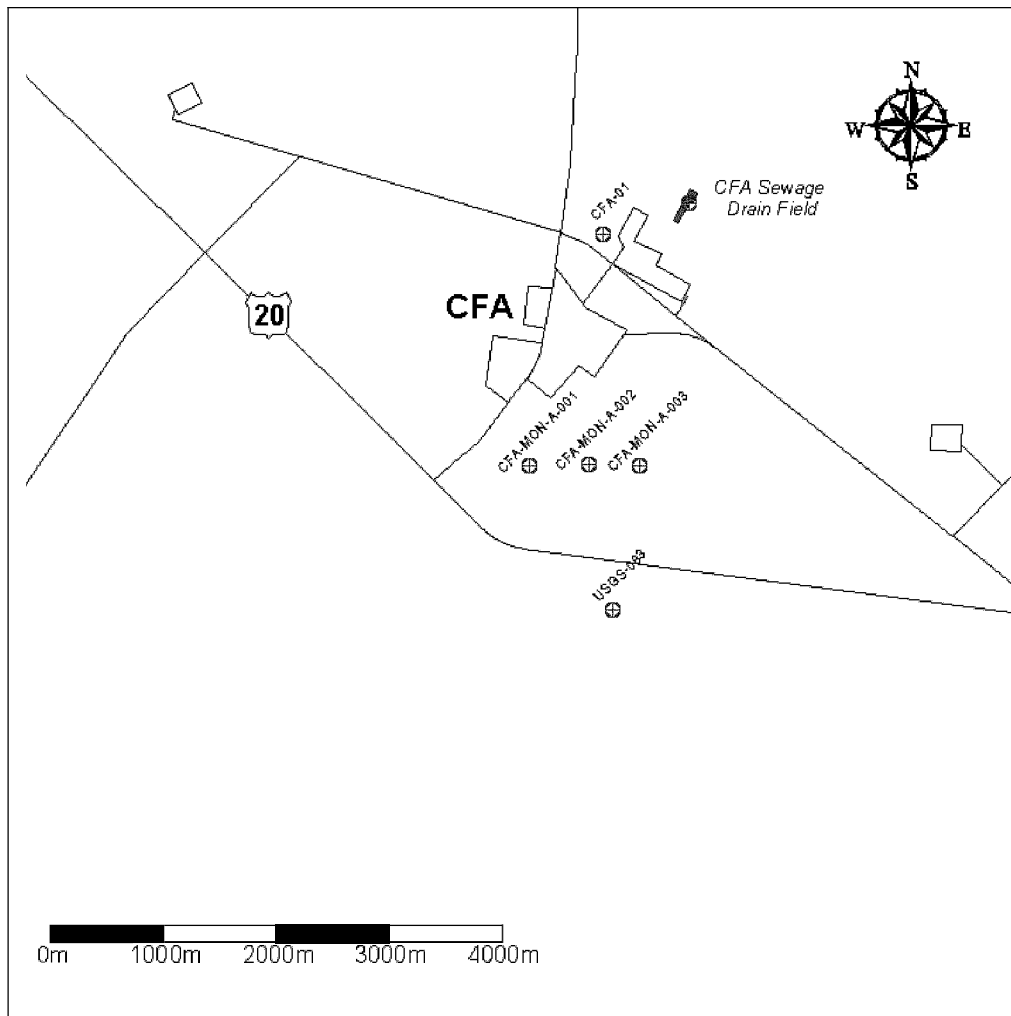 N
W E
S
CFA Sewage
Drain Field
CFA-01
CFA
20
CFA-MON-A-001
CFA-MON-A-002
CFA-MON-A-003
USGS-083
0m 1000m 2000m 3000m 4000m